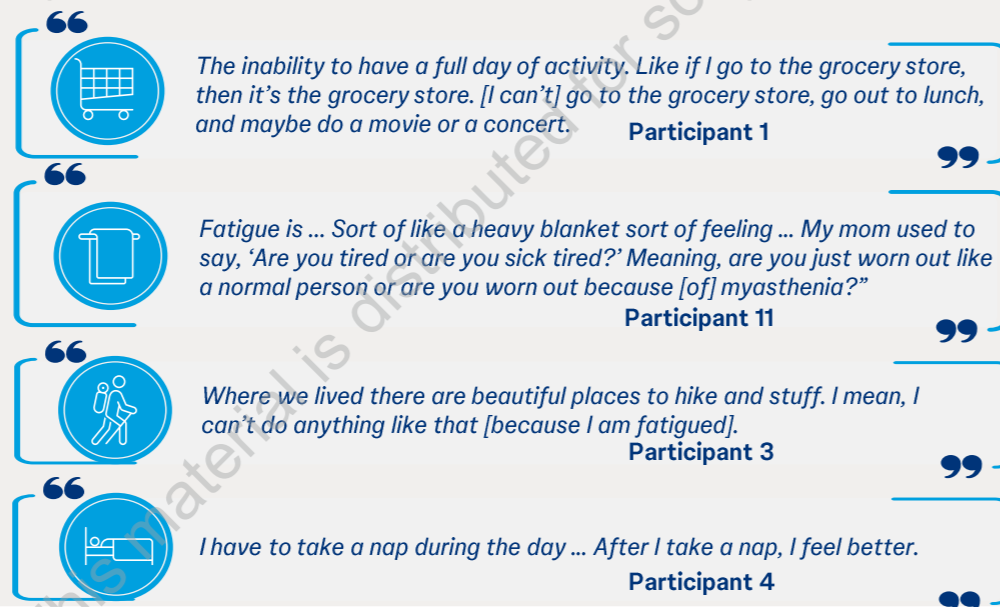 The inability to have a full day of activity. Like if I go to the grocery store,
then it’s the grocery store. [I can’t] go to the grocery store, go out to lunch,
and maybe do a movie or a concert.
Participant 1
Fatigue is ... Sort of like a heavy blanket sort of feeling ... My mom used to
say, ‘Are you tired or are you sick tired?’ Meaning, are you just worn out like
a normal person or are you worn out because [of] myasthenia?”
Participant 11
Where we lived there are beautiful places to hike and stuff. I mean, I
can’t do anything like that [because I am fatigued].
Participant 3
I have to take a nap during the day ... After I take a nap, I feel better.
Participant 4
This material is distributed for